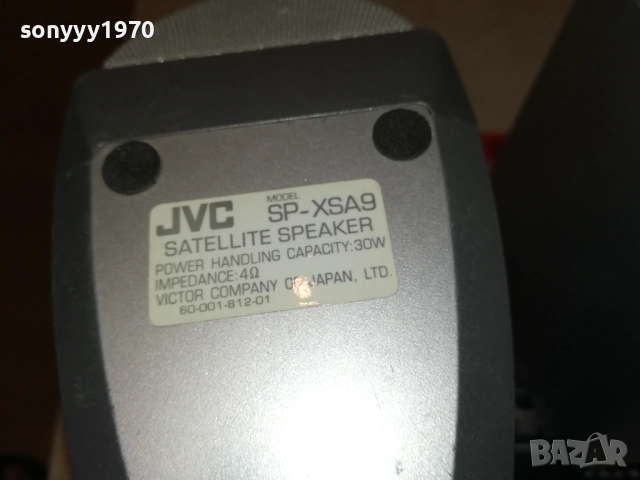 sonyyy1970
JVC MODEL SP-XSA9
SATELLITE SPEAKER
POWER HANDLING CAPACITY:30W
IMPEDANCE:4Ω
VICTOR COMPANY OF JAPAN, LTD.
60-001-812-01
BAZAR